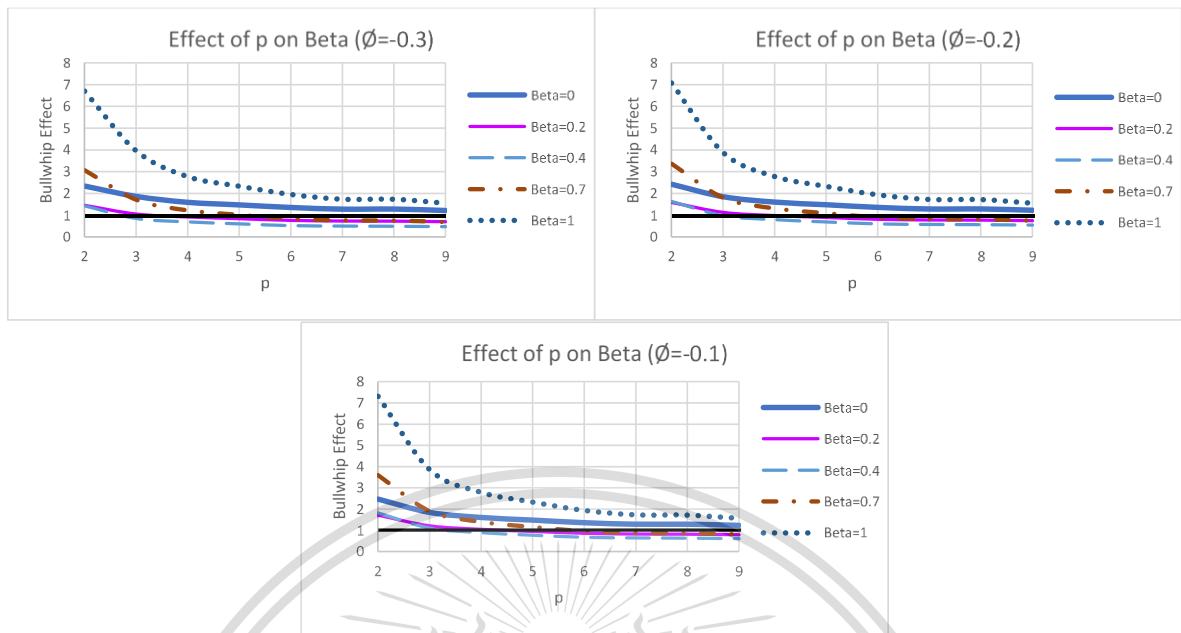 Effect of p on Beta (Ø=-0.3)
8
7
6
5
4
3
2
1
0
Bullwhip Effect
2 3 4 5 6 7 8 9
p
Beta=0
Beta=0.2
Beta=0.4
Beta=0.7
Beta=1
Effect of p on Beta (Ø=-0.2)
8
7
6
5
4
3
2
1
0
Bullwhip Effect
2 3 4 5 6 7 8 9
p
Beta=0
Beta=0.2
Beta=0.4
Beta=0.7
Beta=1
Effect of p on Beta (Ø=-0.1)
8
7
6
5
4
3
2
1
0
Bullwhip Effect
2 3 4 5 6 7 8 9
p
Beta=0
Beta=0.2
Beta=0.4
Beta=0.7
Beta=1